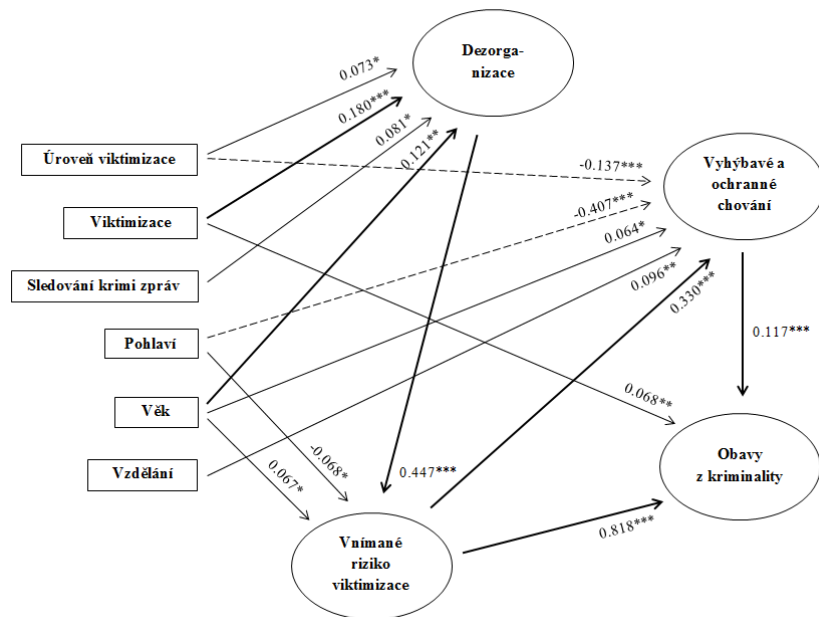 Dezorga-
nizace
0.073*
0.180***
0.081*
0.121**
Úroveň viktimizace
-0.137***
Vyhýbavé a
ochranné
chování
Viktimizace
-0.407***
0.064*
Sledování krimi zpráv
0.096**
0.330***
Pohlaví
0.117***
Věk
0.068**
Obavy
z kriminality
Vzdělání
0.067*
-0.068*
0.447***
0.818***
Vnímané
riziko
viktimizace